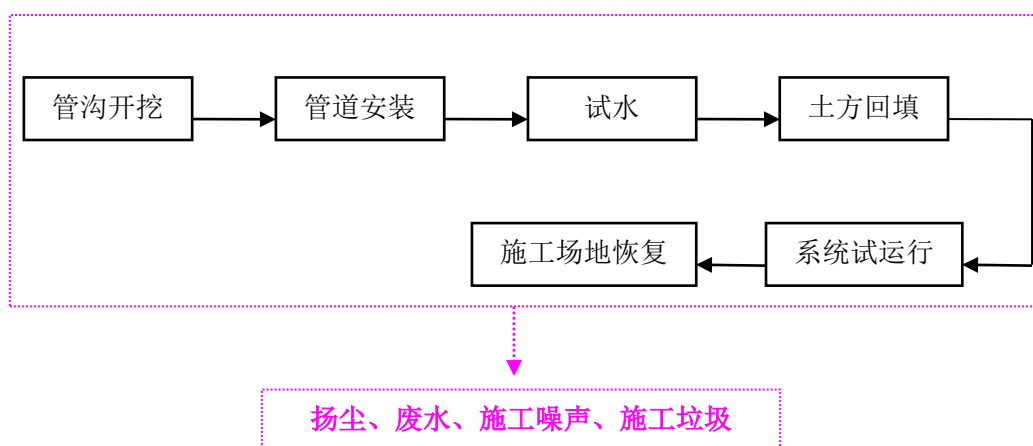 管沟开挖
管道安装
试水
土方回填
施工场地恢复
系统试运行
扬尘、废水、施工噪声、施工垃圾